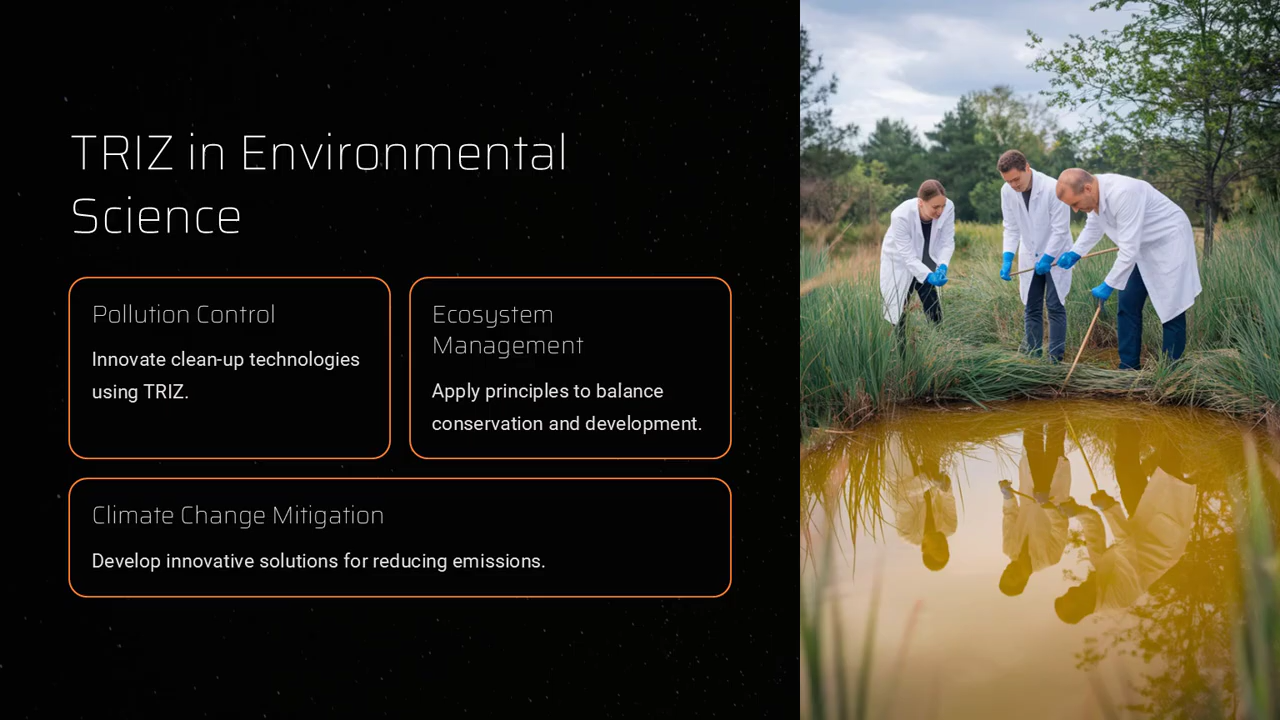 TRIZ in Environmental
Science
Pollution Control
Innovate clean-up technologies
using TRIZ.
Ecosystem
Management
Apply principles to balance
conservation and development.
Climate Change Mitigation
Develop innovative solutions for reducing emissions.